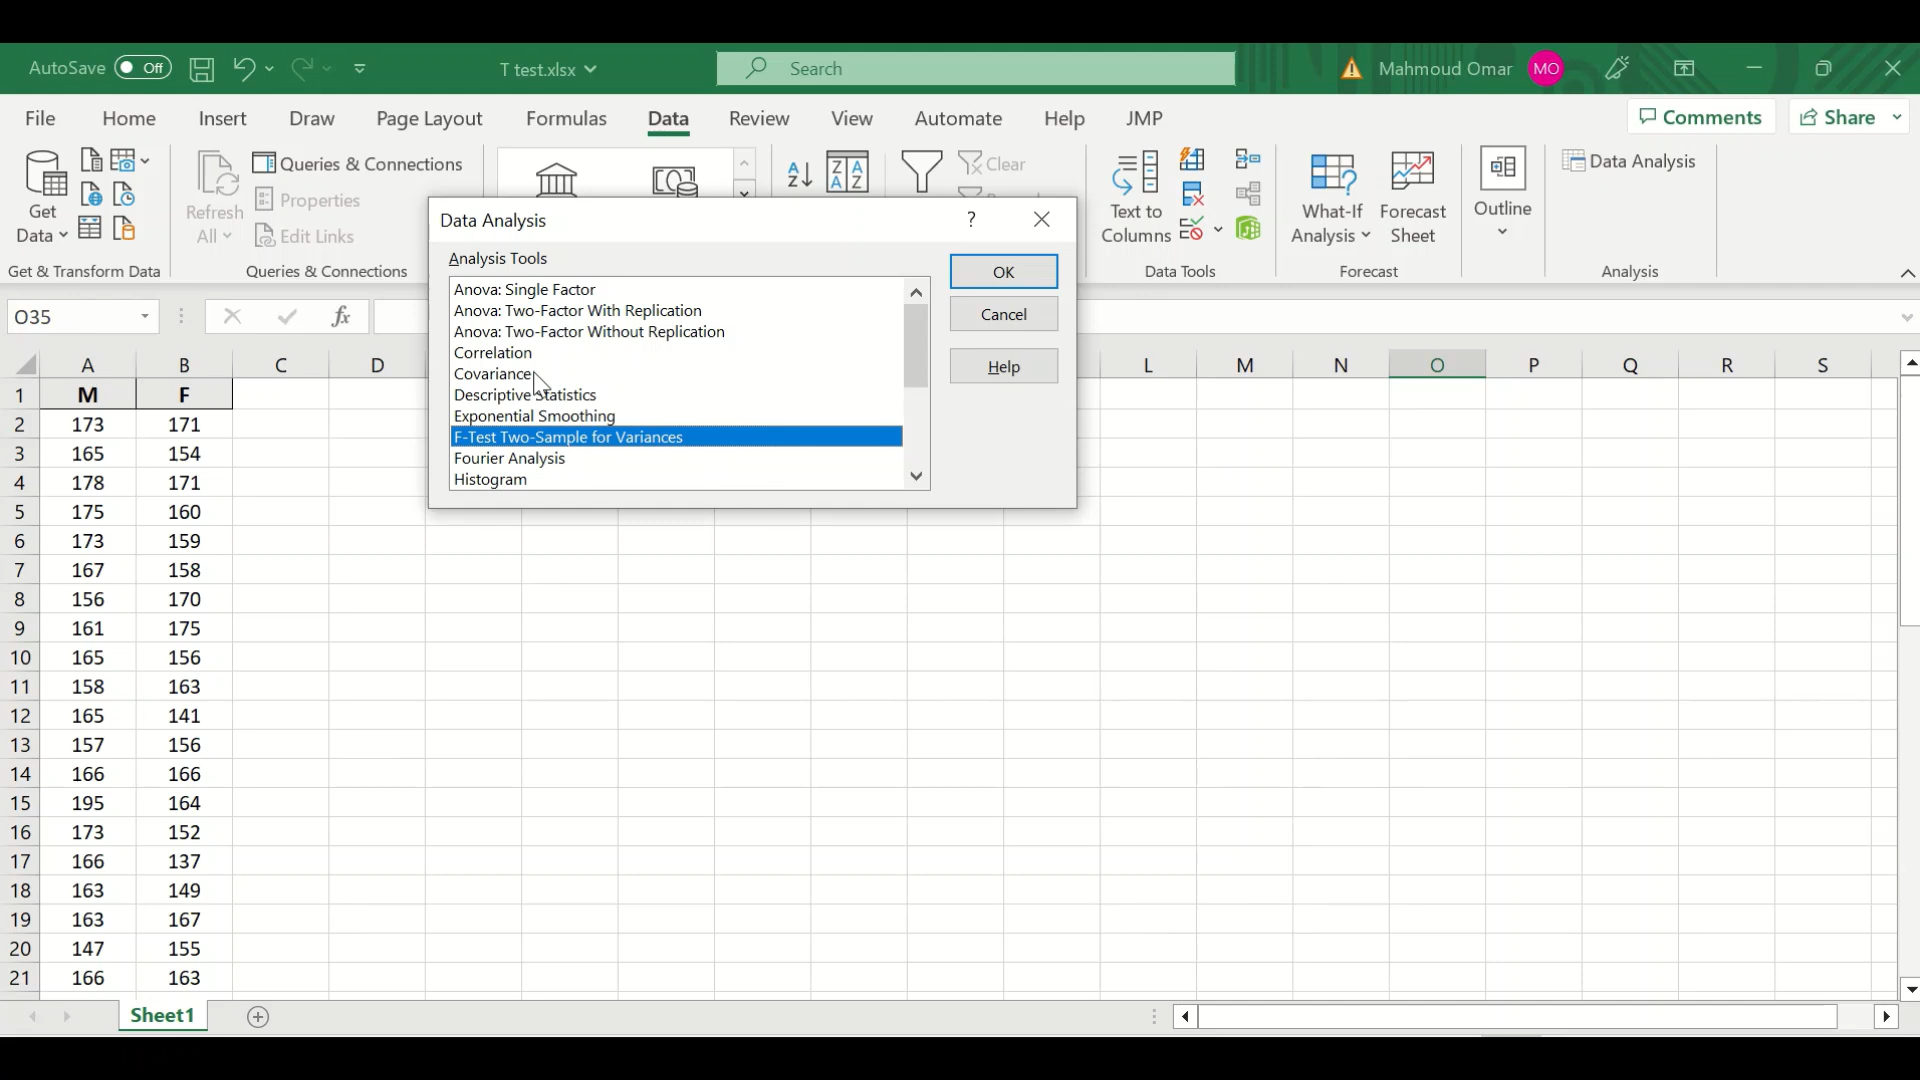 AutoSave Off T test.xlsx Search Mahmoud Omar MO
File Home Insert Draw Page Layout Formulas Data Review View Automate Help JMP Comments Share
Get Data
Get & Transform Data
Refresh All
Queries & Connections
Properties
Edit Links
Queries & Connections
Clear
Text to Columns
Data Tools
What-If Analysis
Forecast Sheet
Forecast
Outline
Data Analysis
Analysis
Data Analysis ?
Analysis Tools
Anova: Single Factor
Anova: Two-Factor With Replication
Anova: Two-Factor Without Replication
Correlation
Covariance
Descriptive Statistics
Exponential Smoothing
F-Test Two-Sample for Variances
Fourier Analysis
Histogram
OK
Cancel
Help
O35 fx
A B C D L M N O P Q R S
1 M F
2 173 171
3 165 154
4 178 171
5 175 160
6 173 159
7 167 158
8 156 170
9 161 175
10 165 156
11 158 163
12 165 141
13 157 156
14 166 166
15 195 164
16 173 152
17 166 137
18 163 149
19 163 167
20 147 155
21 166 163
Sheet1